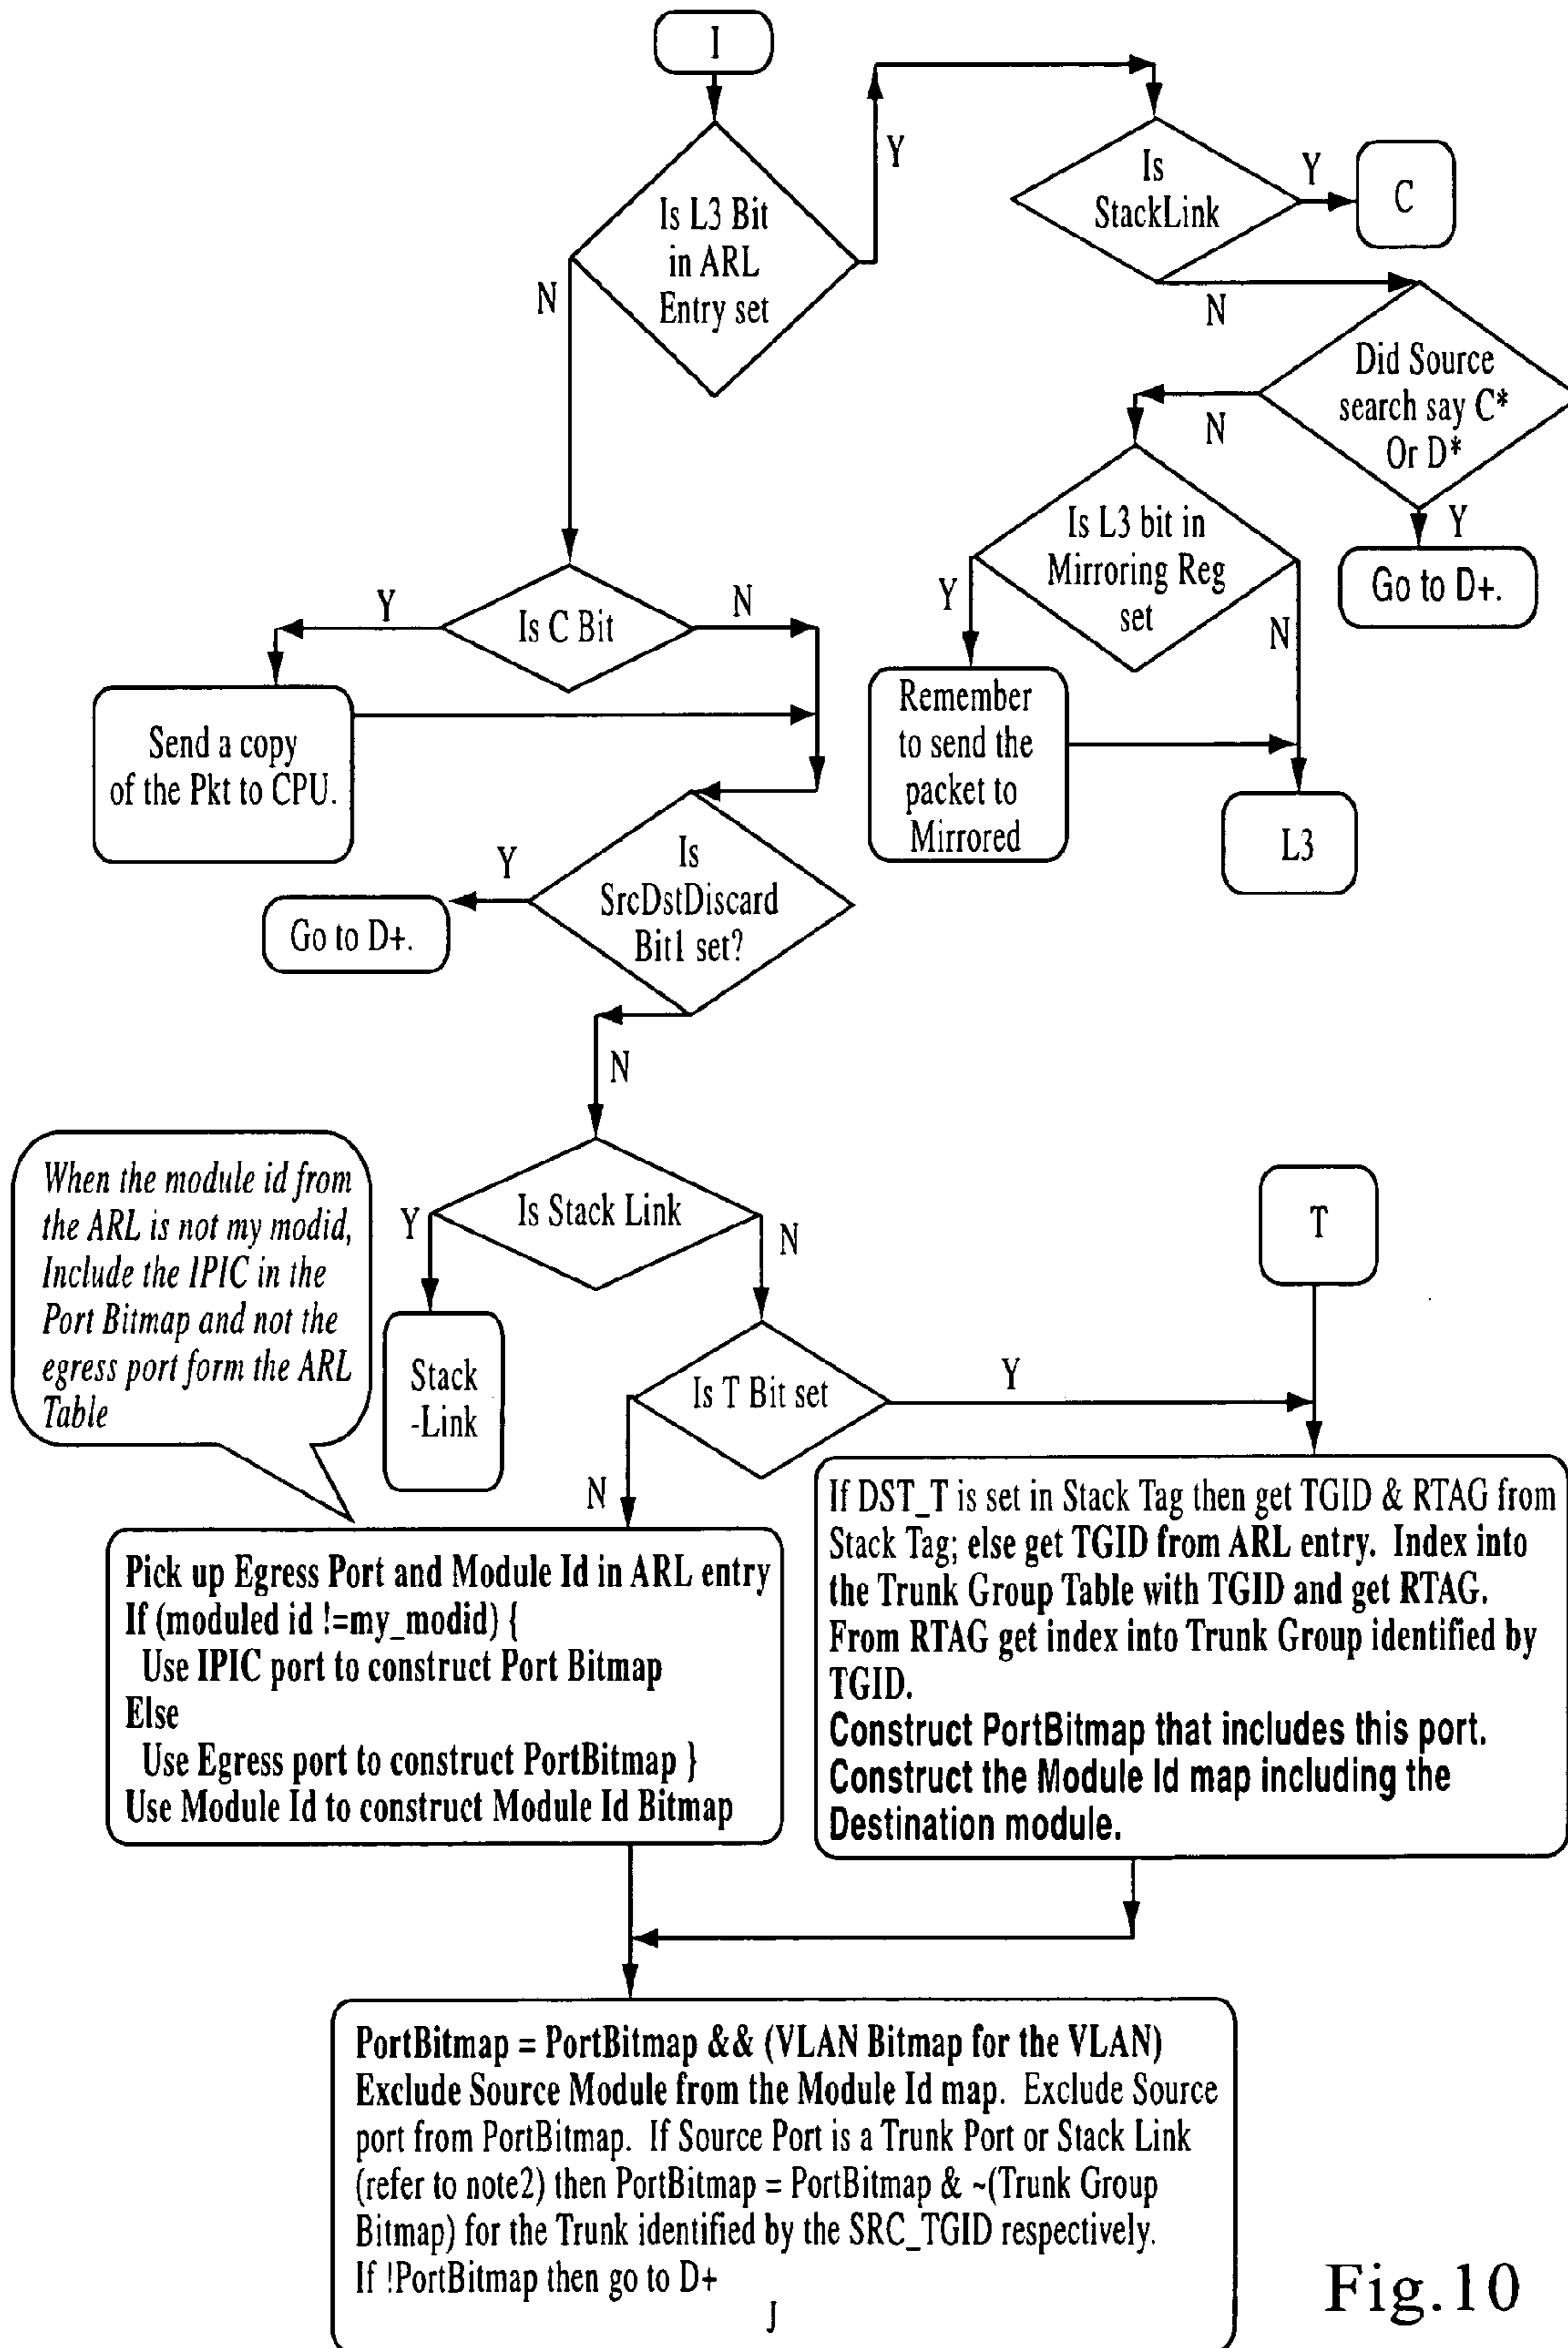 I
Is L3 Bit
in ARL
Entry set
Y
N
Is
StackLink
Y
C
N
Did Source
search say C*
Or D*
N
Y
Go to D+.
Is L3 bit in
Mirroring Reg
set
Y
N
Remember
to send the
packet to
Mirrored
L3
Is C Bit
Y
N
Send a copy
of the Pkt to CPU.
Is
SrcDstDiscard
Bit1 set?
Y
Go to D+.
N
Is Stack Link
Y
N
Stack
-Link
When the module id from
the ARL is not my modid,
Include the IPIC in the
Port Bitmap and not the
egress port form the ARL
Table
T
Is T Bit set
Y
N
Pick up Egress Port and Module Id in ARL entry
If (moduled id !=my_modid) {
Use IPIC port to construct Port Bitmap
Else
Use Egress port to construct PortBitmap }
Use Module Id to construct Module Id Bitmap
If DST_T is set in Stack Tag then get TGID & RTAG from
Stack Tag; else get TGID from ARL entry. Index into
the Trunk Group Table with TGID and get RTAG.
From RTAG get index into Trunk Group identified by
TGID.
Construct PortBitmap that includes this port.
Construct the Module Id map including the
Destination module.
PortBitmap = PortBitmap && (VLAN Bitmap for the VLAN)
Exclude Source Module from the Module Id map. Exclude Source
port from PortBitmap. If Source Port is a Trunk Port or Stack Link
(refer to note2) then PortBitmap = PortBitmap & ~(Trunk Group
Bitmap) for the Trunk identified by the SRC_TGID respectively.
If !PortBitmap then go to D+
J
Fig.10